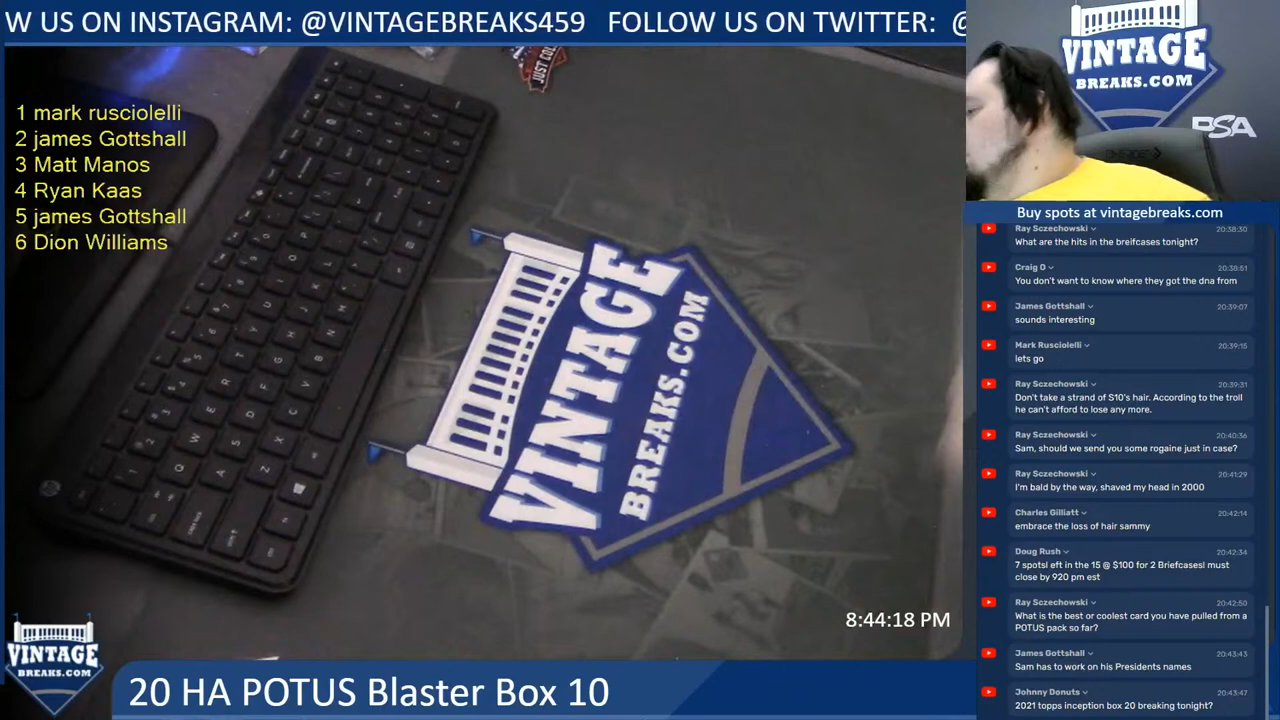 W US ON INSTAGRAM: @VINTAGEBREAKS459 FOLLOW US ON TWITTER: @
JUST COL
1 mark rusciolelli
2 james Gottshall
3 Matt Manos
4 Ryan Kaas
5 james Gottshall
6 Dion Williams
VINTAGE
BREAKS.COM
8:44:18 PM
VINTAGE
BREAKS.COM
20 HA POTUS Blaster Box 10
VINTAGE
BREAKS.COM
PSA
Buy spots at vintagebreaks.com
Ray Sczechowski 20:38:30
What are the hits in the breifcases tonight?
Craig O 20:38:51
You don't want to know where they got the dna from
James Gottshall 20:39:07
sounds interesting
Mark Rusciolelli 20:39:15
lets go
Ray Sczechowski 20:39:31
Don't take a strand of S10's hair. According to the troll
he can't afford to lose any more.
Ray Sczechowski 20:40:36
Sam, should we send you some rogaine just in case?
Ray Sczechowski 20:41:29
I'm bald by the way, shaved my head in 2000
Charles Gilliatt 20:42:14
embrace the loss of hair sammy
Doug Rush 20:42:34
7 spotsl eft in the 15 @ $100 for 2 Briefcases! must
close by 920 pm est
Ray Sczechowski 20:42:50
What is the best or coolest card you have pulled from a
POTUS pack so far?
James Gottshall 20:43:43
Sam has to work on his Presidents names
Johnny Donuts 20:43:47
2021 topps inception box 20 breaking tonight?